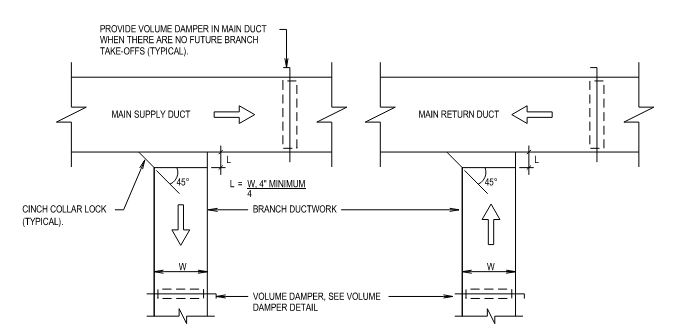 PROVIDE VOLUME DAMPER IN MAIN DUCT
WHEN THERE ARE NO FUTURE BRANCH
TAKE-OFFS (TYPICAL).
MAIN SUPPLY DUCT
MAIN RETURN DUCT
L
L
45°
45°
L = W, 4" MINIMUM
4
CINCH COLLAR LOCK
(TYPICAL).
BRANCH DUCTWORK
W
W
VOLUME DAMPER, SEE VOLUME
DAMPER DETAIL